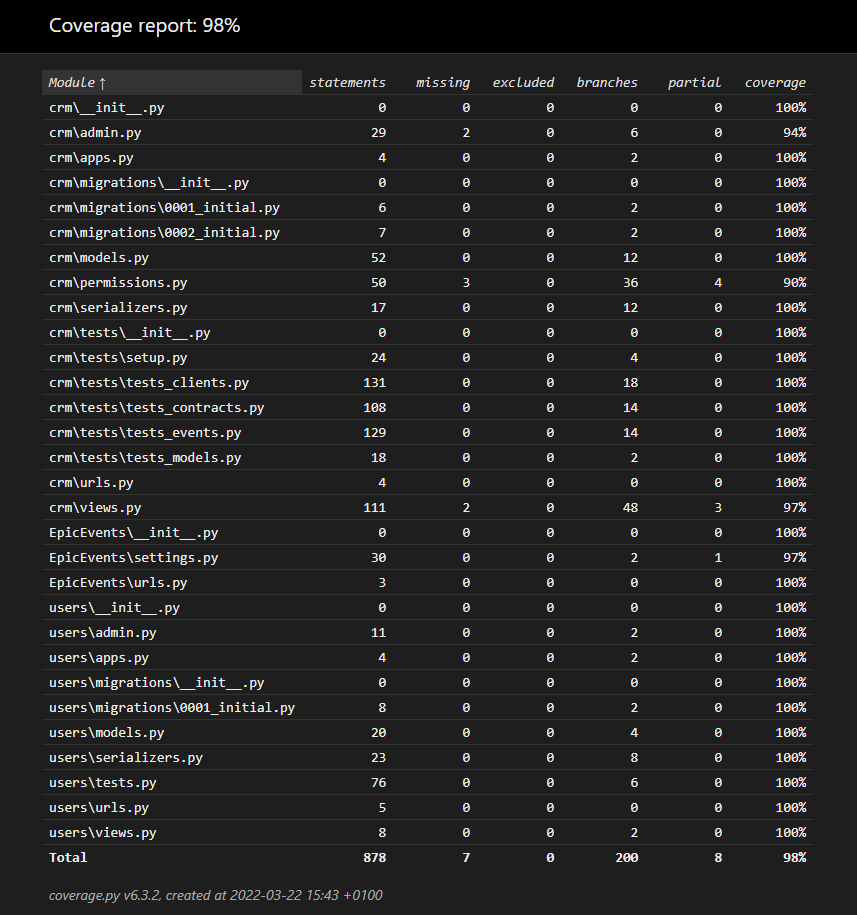 Coverage report: 98%
Module ↑ statements missing excluded branches partial coverage
crm\__init__.py 0 0 0 0 0 100%
crm\admin.py 29 2 0 6 0 94%
crm\apps.py 4 0 0 2 0 100%
crm\migrations\__init__.py 0 0 0 0 0 100%
crm\migrations\0001_initial.py 6 0 0 2 0 100%
crm\migrations\0002_initial.py 7 0 0 2 0 100%
crm\models.py 52 0 0 12 0 100%
crm\permissions.py 50 3 0 36 4 90%
crm\serializers.py 17 0 0 12 0 100%
crm\tests\__init__.py 0 0 0 0 0 100%
crm\tests\setup.py 24 0 0 4 0 100%
crm\tests\tests_clients.py 131 0 0 18 0 100%
crm\tests\tests_contracts.py 108 0 0 14 0 100%
crm\tests\tests_events.py 129 0 0 14 0 100%
crm\tests\tests_models.py 18 0 0 2 0 100%
crm\urls.py 4 0 0 0 0 100%
crm\views.py 111 2 0 48 3 97%
EpicEvents\__init__.py 0 0 0 0 0 100%
EpicEvents\settings.py 30 0 0 2 1 97%
EpicEvents\urls.py 3 0 0 0 0 100%
users\__init__.py 0 0 0 0 0 100%
users\admin.py 11 0 0 2 0 100%
users\apps.py 4 0 0 2 0 100%
users\migrations\__init__.py 0 0 0 0 0 100%
users\migrations\0001_initial.py 8 0 0 2 0 100%
users\models.py 20 0 0 4 0 100%
users\serializers.py 23 0 0 8 0 100%
users\tests.py 76 0 0 6 0 100%
users\urls.py 5 0 0 0 0 100%
users\views.py 8 0 0 2 0 100%
Total 878 7 0 200 8 98%
coverage.py v6.3.2, created at 2022-03-22 15:43 +0100